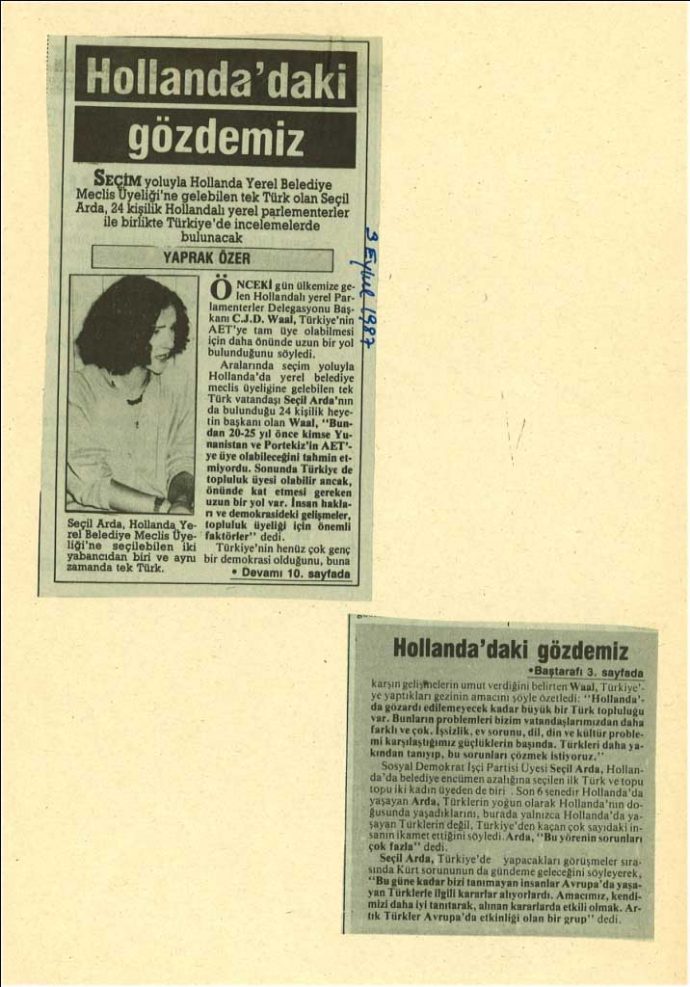 Hollanda'daki
gözdemiz
SEÇİM yoluyla Hollanda Yerel Belediye
Meclis Üyeliği'ne gelebilen tek Türk olan Seçil
Arda, 24 kişilik Hollandalı yerel parlementerler
ile birlikte Türkiye'de incelemelerde
bulunacak
YAPRAK ÖZER
ÖNCEKİ gün ülkemize ge-
len Hollandalı yerel Par-
lamenterler Delegasyonu Baş-
kanı C.J.D. Waal, Türkiye'nin
AET'ye tam üye olabilmesi
için daha önünde uzun bir yol
bulunduğunu söyledi.
Aralarında seçim yoluyla
Hollanda'da yerel belediye
meclis üyeligine gelebilen tek
Türk vatandaşı Seçil Arda'nın
da bulunduğu 24 kişilik heye-
tin başkanı olan Waal, "Bun-
dan 20-25 yıl önce kimse Yu-
nanistan ve Portekiz'in AET'-
ye üye olabileceğini tahmin et-
miyordu. Sonunda Türkiye de
topluluk üyesi olabilir ancak,
önünde kat etmesi gereken
uzun bir yol var. İnsan hakla-
rı ve demokrasideki gelişmeler,
topluluk üyeliği için önemli
faktörler" dedi.
Türkiye'nin henüz çok genç
bir demokrasi olduğunu, buna
• Devamı 10. sayfada
Seçil Arda, Hollanda Ye-
rel Belediye Meclis Üye-
liği'ne seçilebilen iki
yabancıdan biri ve aynı
zamanda tek Türk.
3 Eylül 1987
Hollanda'daki gözdemiz
•Baştarafı 3. sayfada
karşın gelişmelerin umut verdiğini belirten Waal, Türkiye'-
ye yaptıkları gezinin amacını şöyle özetledi: "Hollanda'-
da gözardı edilemeyecek kadar büyük bir Türk topluluğu
var. Bunların problemleri bizim vatandaşlarımızdan daha
farklı ve çok. İşsizlik, ev sorunu, dil, din ve kültür proble-
mi karşılaştığımız güçlüklerin başında. Türkleri daha ya-
kından tanıyıp, bu sorunları çözmek istiyoruz."
Sosyal Demokrat İşçi Partisi Üyesi Seçil Arda, Hollan-
da'da belediye encümen azalığına seçilen ilk Türk ve topu
topu iki kadın üyeden de biri . Son 6 senedir Hollanda'da
yaşayan Arda, Türklerin yoğun olarak Hollanda'nın do-
ğusunda yaşadıklarını, burada yalnızca Hollanda'da ya-
şayan Türklerin değil, Türkiye'den kaçan çok sayıdaki in-
sanın ikamet ettiğini söyledi. Arda, "Bu yörenin sorunları
çok fazla" dedi.
Seçil Arda, Türkiye'de yapacakları görüşmeler sıra-
sında Kürt sorununun da gündeme geleceğini söyleyerek,
"Bu güne kadar bizi tanımayan insanlar Avrupa'da yaşa-
yan Türklerle ilgili kararlar alıyorlardı. Amacımız, kendi-
mizi daha iyi tanıtarak, alınan kararlarda etkili olmak. Ar-
tık Türkler Avrupa'da etkinliği olan bir grup" dedi.